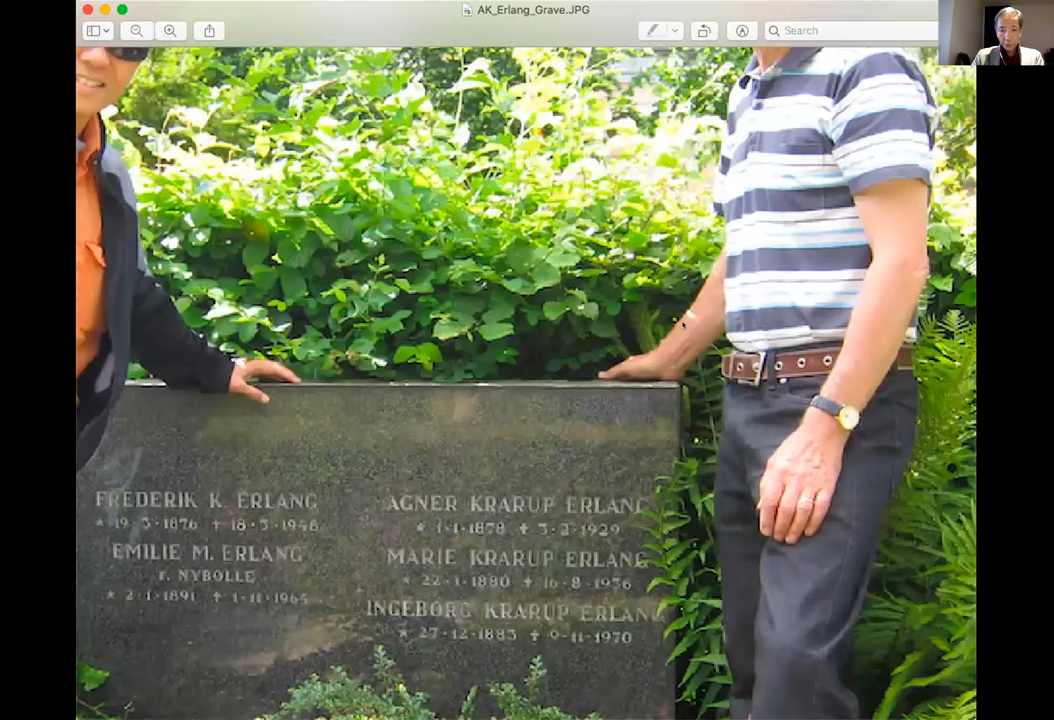 AK_Erlang_Grave.JPG
Search
FREDERIK K. ERLANG
* 19·3·1876 † 18·3·1948
EMILIE M. ERLANG
F. NYBOLLE
* 2·1·1891 † 1·11·1965
AGNER KRARUP ERLANG
* 1·1·1878 † 3·2·1929
MARIE KRARUP ERLANG
* 22·1·1880 † 16·8·1956
INGEBORG KRARUP ERLANG
* 27·12·1883 † 9·11·1970